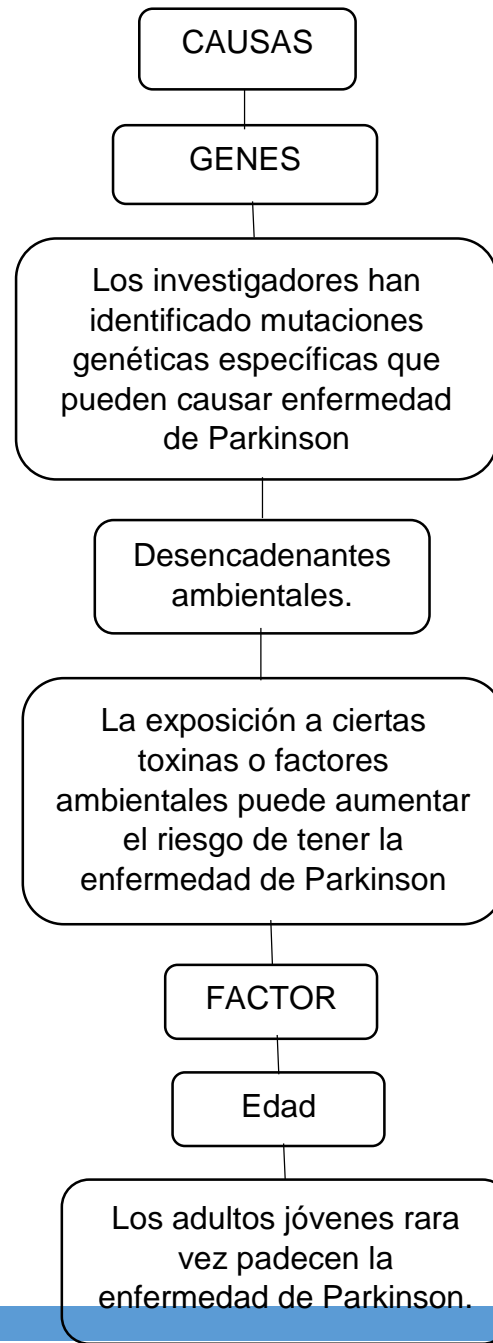 CAUSAS
GENES
Los investigadores han
identificado mutaciones
genéticas específicas que
pueden causar enfermedad
de Parkinson
Desencadenantes
ambientales.
La exposición a ciertas
toxinas o factores
ambientales puede aumentar
el riesgo de tener la
enfermedad de Parkinson
FACTOR
Edad
Los adultos jóvenes rara
vez padecen la
enfermedad de Parkinson.